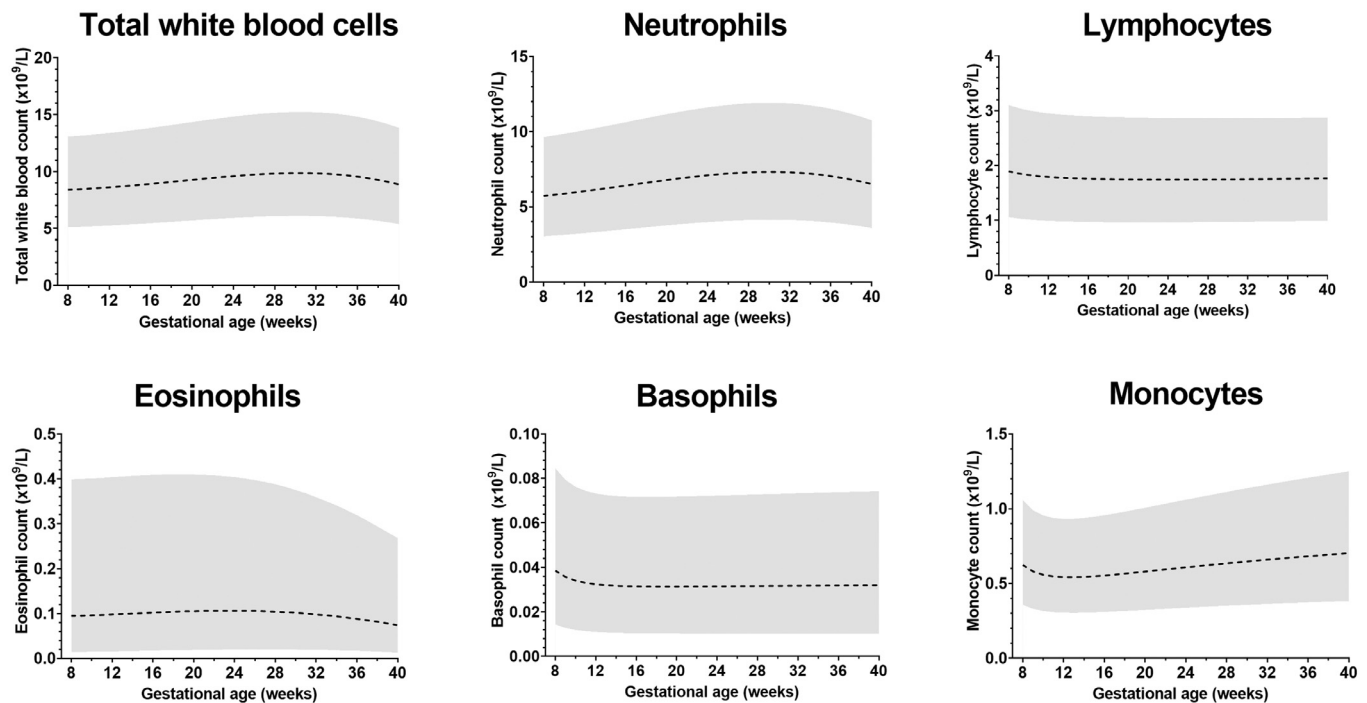 Total white blood cells
Total white blood count (x10⁹/L)
20
15
10
5
0
8 12 16 20 24 28 32 36 40
Gestational age (weeks)
Neutrophils
Neutrophil count (x10⁹/L)
15
10
5
0
8 12 16 20 24 28 32 36 40
Gestational age (weeks)
Lymphocytes
Lymphocyte count (x10⁹/L)
4
3
2
1
0
8 12 16 20 24 28 32 36 40
Gestational age (weeks)
Eosinophils
Eosinophil count (x10⁹/L)
0.5
0.4
0.3
0.2
0.1
0.0
8 12 16 20 24 28 32 36 40
Gestational age (weeks)
Basophils
Basophil count (x10⁹/L)
0.10
0.08
0.06
0.04
0.02
0.00
8 12 16 20 24 28 32 36 40
Gestational age (weeks)
Monocytes
Monocyte count (x10⁹/L)
1.5
1.0
0.5
0.0
8 12 16 20 24 28 32 36 40
Gestational age (weeks)